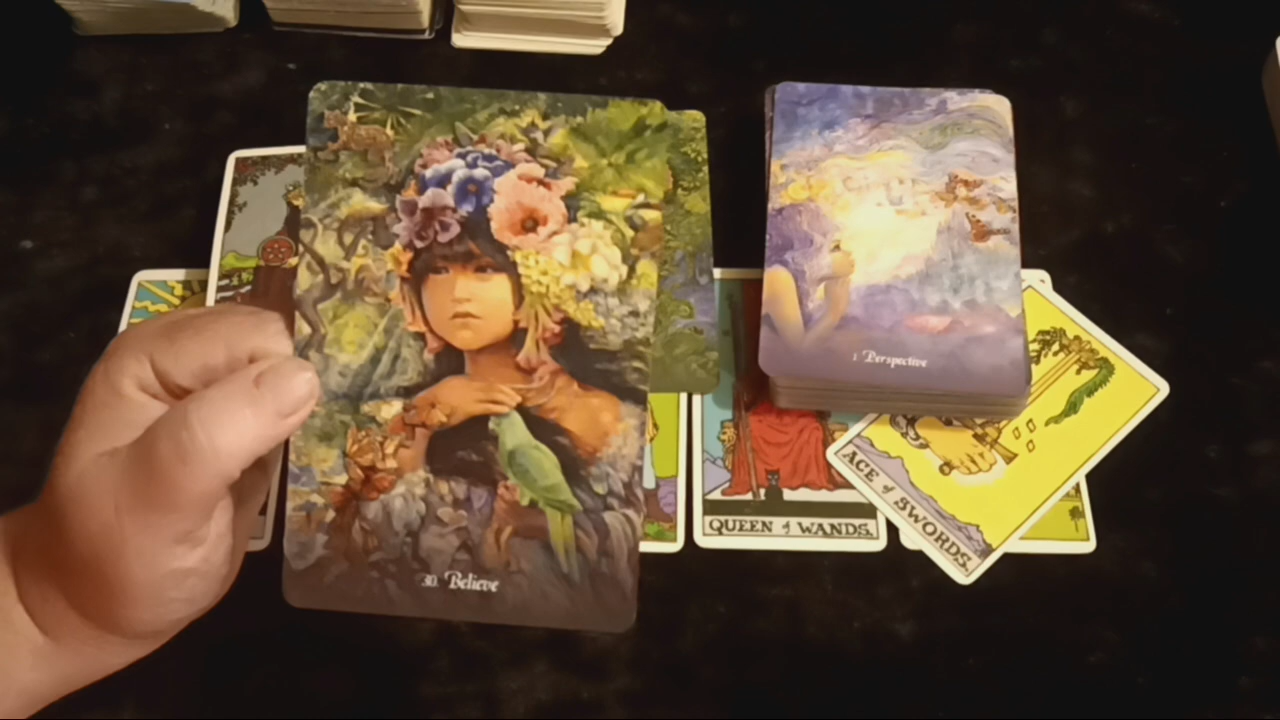 1 Perspective
ACE of SWORDS.
QUEEN of WANDS.
30. Believe